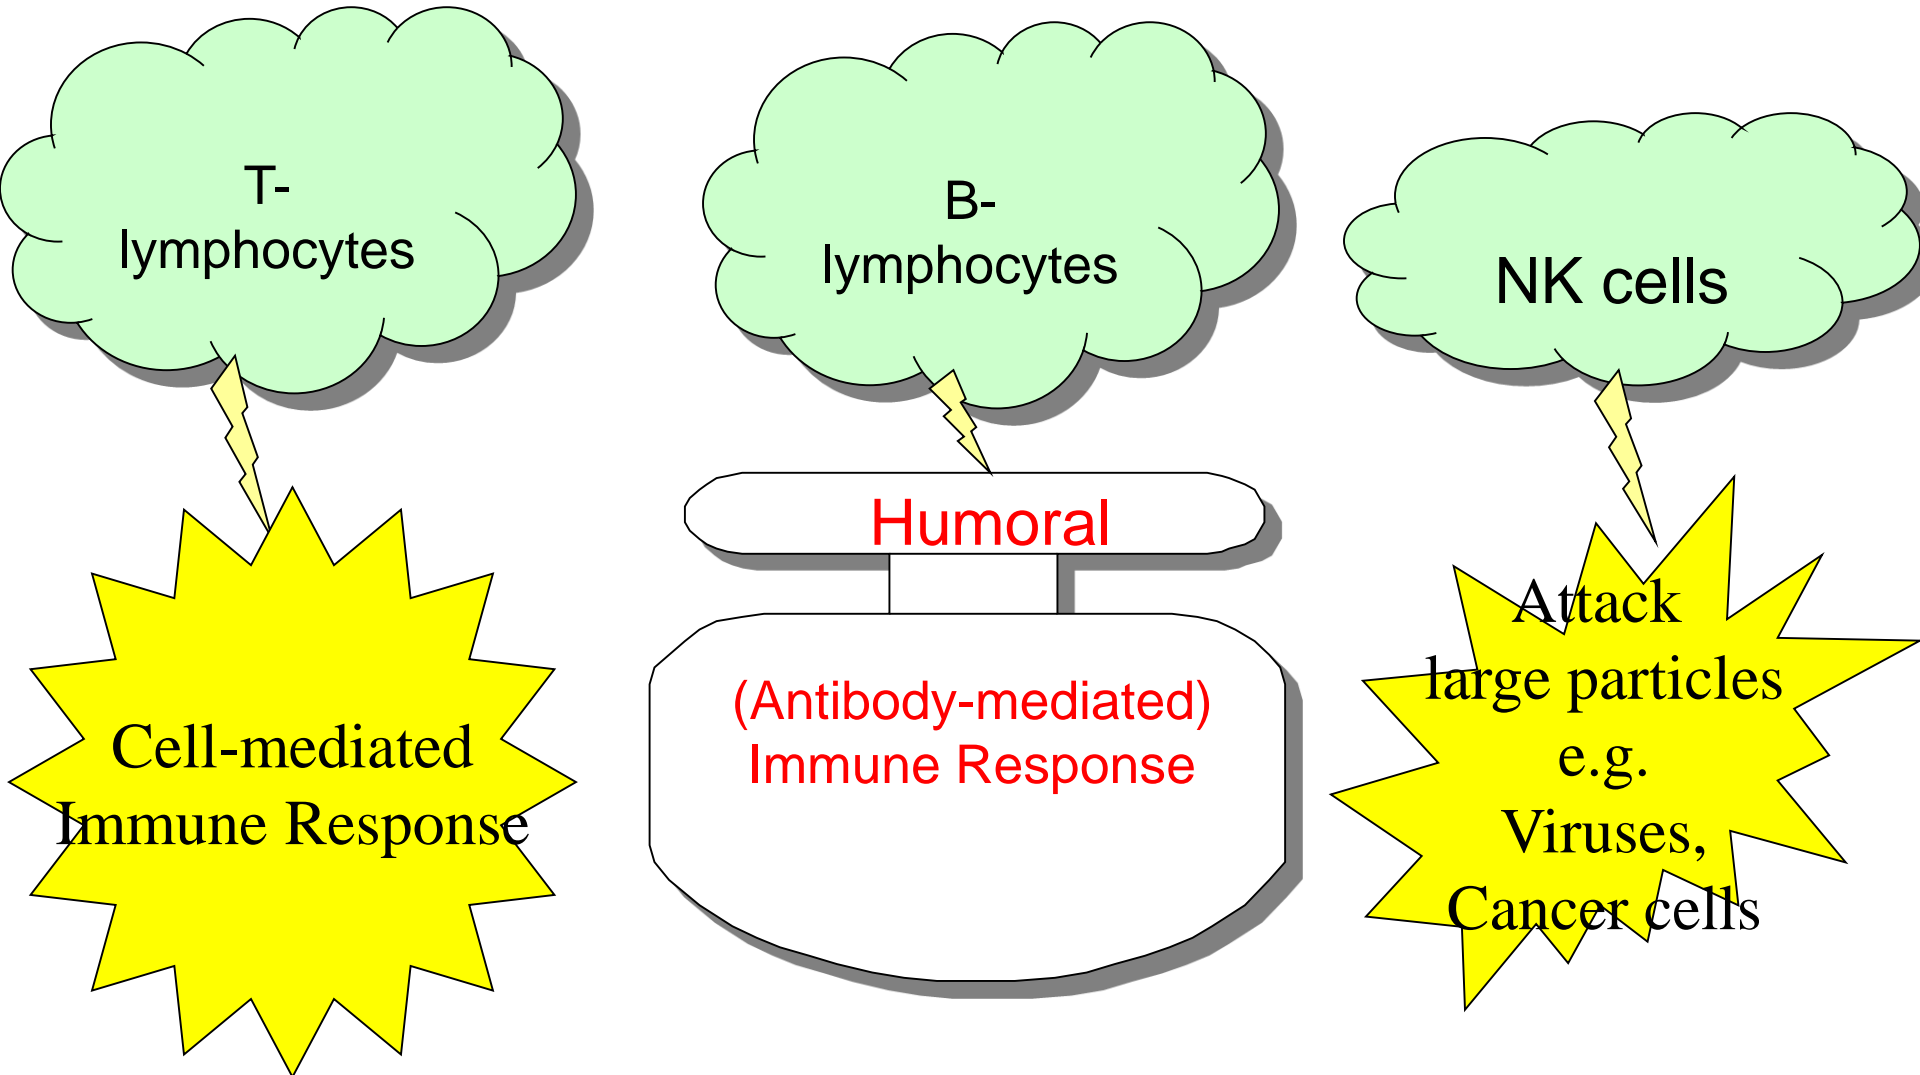 T-
lymphocytes
B-
lymphocytes
NK cells
Cell-mediated
Immune Response
Humoral
(Antibody-mediated)
Immune Response
Attack
large particles
e.g.
Viruses,
Cancer cells